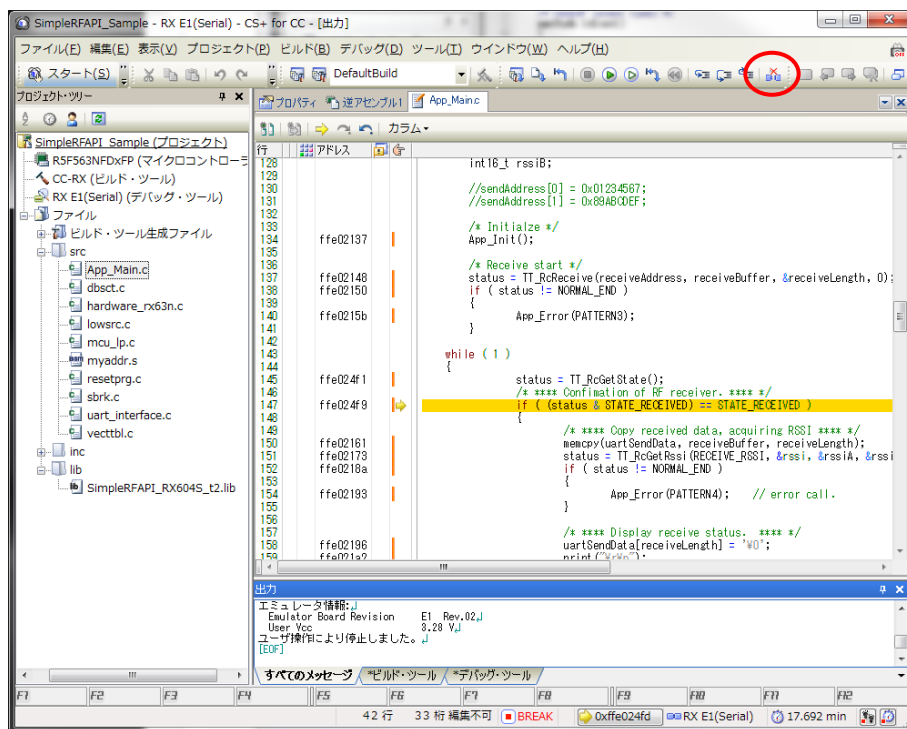 SimpleRFAPI_Sample - RX E1(Serial) - CS+ for CC - [出力]
ファイル(F) 編集(E) 表示(V) プロジェクト(P) ビルド(B) デバッグ(D) ツール(T) ウインドウ(W) ヘルプ(H)
スタート(S) DefaultBuild
プロジェクト・ツリー
SimpleRFAPI_Sample (プロジェクト)
R5F563NFDxFP (マイクロコントローラ
CC-RX (ビルド・ツール)
RX E1(Serial) (デバッグ・ツール)
ファイル
ビルド・ツール生成ファイル
src
App_Main.c
dbsct.c
hardware_rx63n.c
lowsrc.c
mcu_lp.c
myaddr.s
resetprg.c
sbrk.c
uart_interface.c
vecttbl.c
inc
lib
SimpleRFAPI_RX604S_t2.lib
プロパティ 逆アセンブル1 App_Main.c
カラム
行 アドレス
128 int16_t rssiB;
129
130 //sendAddress[0] = 0x01234567;
131 //sendAddress[1] = 0x89ABCDEF;
132
133 /* Initialze */
134 ffe02137 App_Init();
135
136 /* Receive start */
137 ffe02148 status = TT_RcReceive(receiveAddress, receiveBuffer, &receiveLength, 0);
138 ffe02150 if ( status != NORMAL_END )
139 {
140 ffe0215b App_Error(PATTERN3);
141 }
142
143 while ( 1 )
144 {
145 ffe024f1 status = TT_RcGetState();
146 /* **** Confimation of RF receiver. **** */
147 ffe024f9 if ( (status & STATE_RECEIVED) == STATE_RECEIVED )
148 {
149 /* **** Copy received data, acquiring RSSI **** */
150 ffe02161 memcpy(uartSendData, receiveBuffer, receiveLength);
151 ffe02173 status = TT_RcGetRssi(RECEIVE_RSSI, &rssi, &rssiA, &rssi
152 ffe0218a if ( status != NORMAL_END )
153 {
154 ffe02193 App_Error(PATTERN4); // error call.
155 }
156
157 /* **** Display receive status. **** */
158 ffe02196 uartSendData[receiveLength] = '¥0';
159 ffe021a2 print("¥r¥n");
出力
エミュレータ情報:
Emulator Board Revision E1 Rev.02
User Vcc 3.28 V
ユーザ操作により停止しました。
[EOF]
すべてのメッセージ *ビルド・ツール *デバッグ・ツール
F1 F2 F3 F4 F5 F6 F7 F8 F9 F10 F11 F12
42 行 33 桁 編集不可 BREAK 0xffe024fd RX E1(Serial) 17.692 min